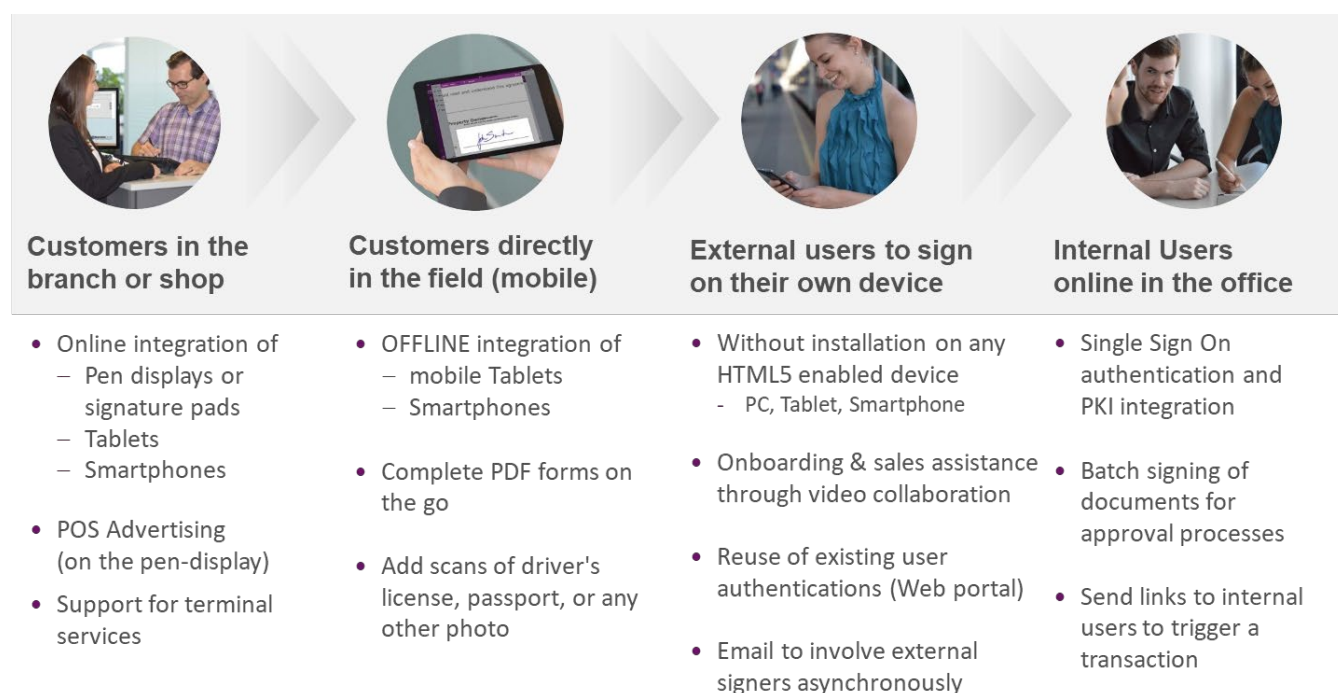 Customers in the
branch or shop
• Online integration of
– Pen displays or
signature pads
– Tablets
– Smartphones
• POS Advertising
(on the pen-display)
• Support for terminal
services
Customers directly
in the field (mobile)
• OFFLINE integration of
– mobile Tablets
– Smartphones
• Complete PDF forms on
the go
• Add scans of driver's
license, passport, or any
other photo
External users to sign
on their own device
• Without installation on any
HTML5 enabled device
- PC, Tablet, Smartphone
• Onboarding & sales assistance
through video collaboration
• Reuse of existing user
authentications (Web portal)
• Email to involve external
signers asynchronously
Internal Users
online in the office
• Single Sign On
authentication and
PKI integration
• Batch signing of
documents for
approval processes
• Send links to internal
users to trigger a
transaction